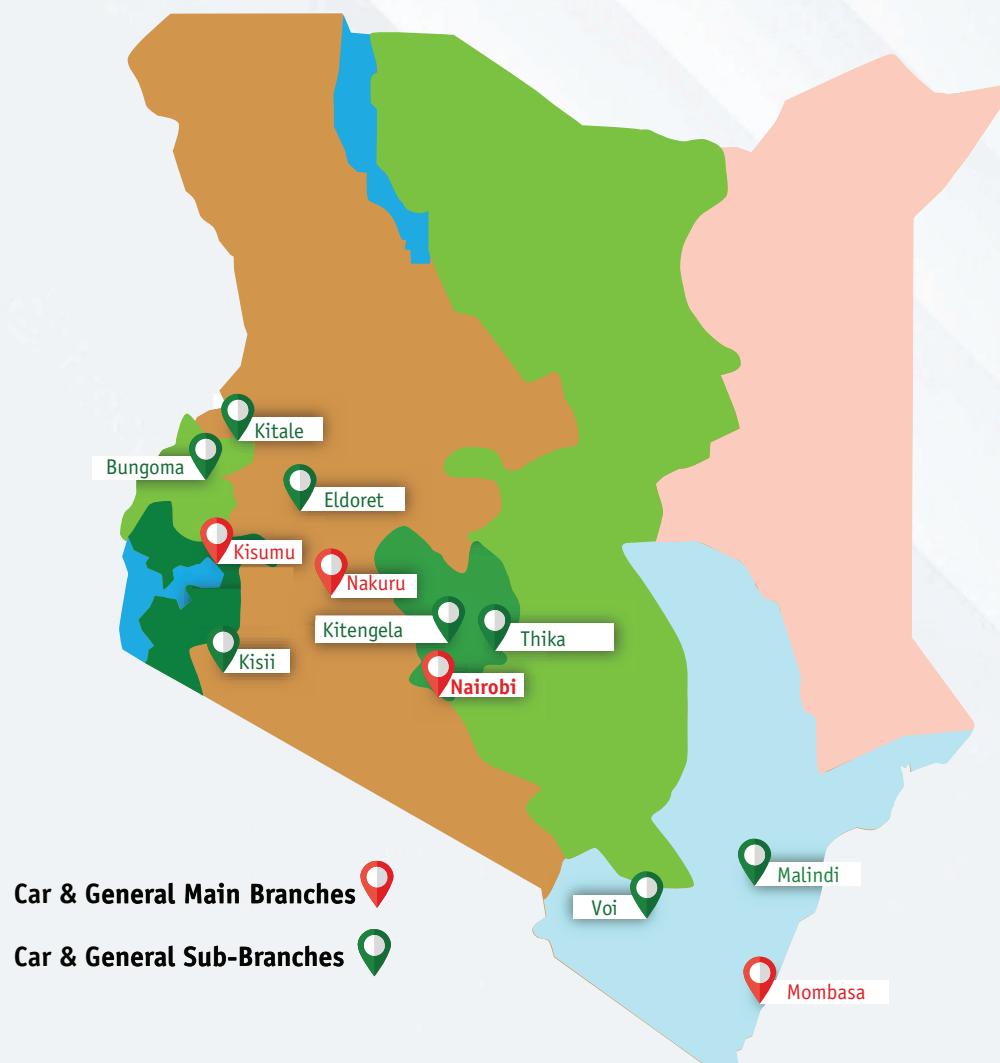 Kitale
Bungoma
Eldoret
Kisumu
Nakuru
Kitengela
Thika
Kisii
Nairobi
Malindi
Car & General Main Branches
Voi
Car & General Sub-Branches
Mombasa